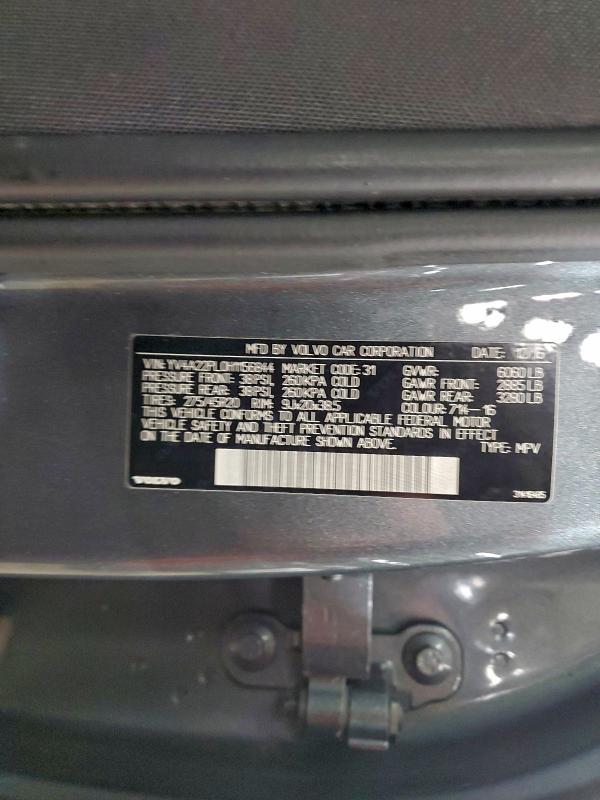 MFD BY VOLVO CAR CORPORATION DATE: 12/16
VIN: YV4A22PL0H1156844 MARKET CODE: 31 GVWR: 6060 LB
PRESSURE FRONT: 38PSI, 260KPA COLD GAWR FRONT: 2885 LB
PRESSURE REAR: 38PSI, 260KPA COLD GAWR REAR: 3280 LB
TIRES: 275/45R20 RIM: 9Jx20x38.5 COLOUR: 714---16
THIS VEHICLE CONFORMS TO ALL APPLICABLE FEDERAL MOTOR
VEHICLE SAFETY AND THEFT PREVENTION STANDARDS IN EFFECT
ON THE DATE OF MANUFACTURE SHOWN ABOVE. TYPE: MPV
VOLVO